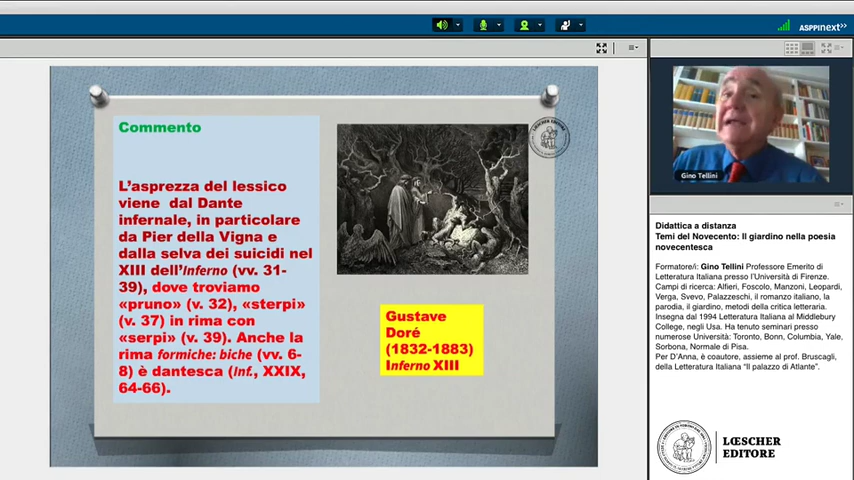 ASPPInext>>
Commento
L'asprezza del lessico
viene dal Dante
infernale, in particolare
da Pier della Vigna e
dalla selva dei suicidi nel
XIII dell'Inferno (vv. 31-
39), dove troviamo
«pruno» (v. 32), «sterpi»
(v. 37) in rima con
«serpi» (v. 39). Anche la
rima formiche: biche (vv. 6-
8) è dantesca (Inf., XXIX,
64-66).
LŒSCHER EDITORE
Gustave
Doré
(1832-1883)
Inferno XIII
Gino Tellini
Didattica a distanza
Temi del Novecento: Il giardino nella poesia
novecentesca
Formatore/i: Gino Tellini Professore Emerito di
Letteratura Italiana presso l'Università di Firenze.
Campi di ricerca: Alfieri, Foscolo, Manzoni, Leopardi,
Verga, Svevo, Palazzeschi, il romanzo italiano, la
parodia, il giardino, metodi della critica letteraria.
Insegna dal 1994 Letteratura Italiana al Middlebury
College, negli Usa. Ha tenuto seminari presso
numerose Università: Toronto, Bonn, Columbia, Yale,
Sorbona, Normale di Pisa.
Per D'Anna, è coautore, assieme al prof. Bruscagli,
della Letteratura Italiana "Il palazzo di Atlante".
LŒSCHER
EDITORE